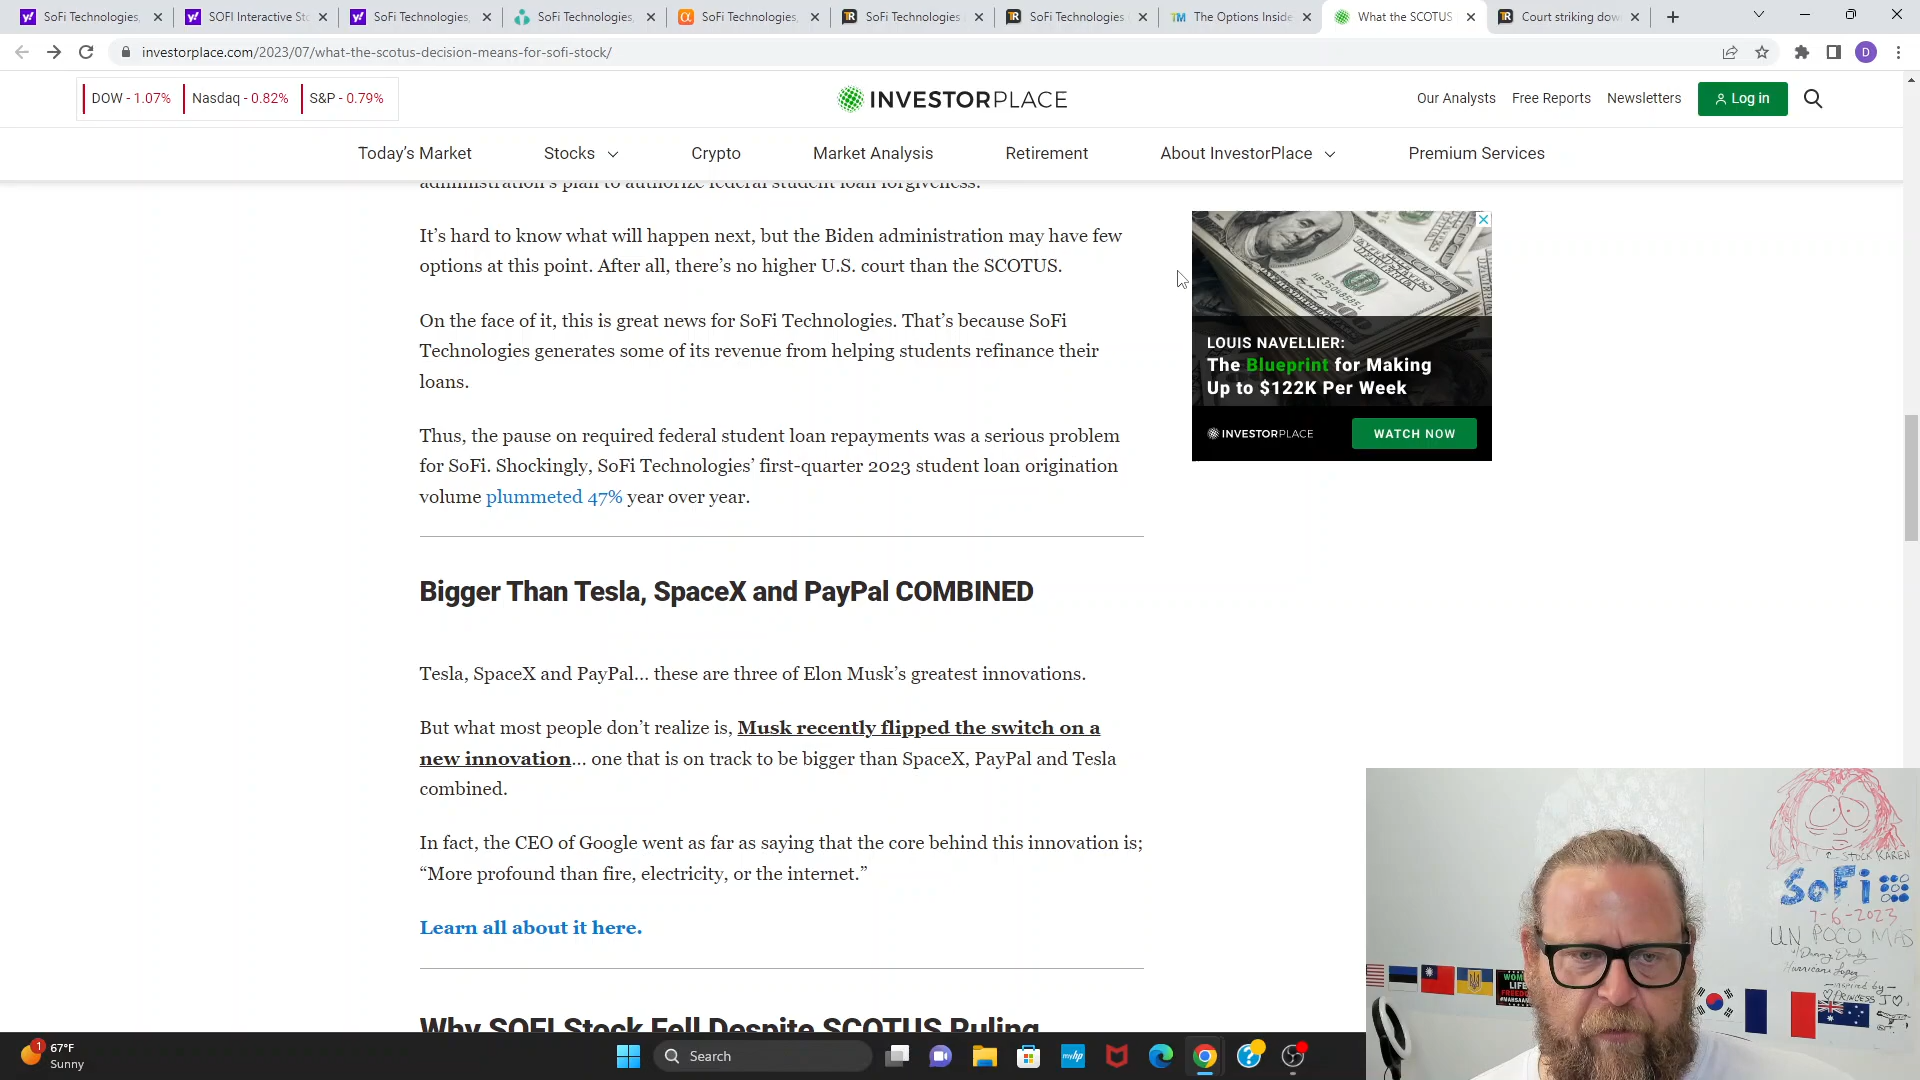 SoFi Technologies,
SOFI Interactive Sto
SoFi Technologies,
SoFi Technologies,
SoFi Technologies,
SoFi Technologies
SoFi Technologies
The Options Inside
What the SCOTUS
Court striking dow
investorplace.com/2023/07/what-the-scotus-decision-means-for-sofi-stock/
D
DOW - 1.07%
Nasdaq - 0.82%
S&P - 0.79%
INVESTORPLACE
Our Analysts
Free Reports
Newsletters
Log in
Today's Market
Stocks
Crypto
Market Analysis
Retirement
About InvestorPlace
Premium Services
administration's plan to authorize federal student loan forgiveness.
It's hard to know what will happen next, but the Biden administration may have few
options at this point. After all, there's no higher U.S. court than the SCOTUS.
On the face of it, this is great news for SoFi Technologies. That's because SoFi
Technologies generates some of its revenue from helping students refinance their
loans.
Thus, the pause on required federal student loan repayments was a serious problem
for SoFi. Shockingly, SoFi Technologies' first-quarter 2023 student loan origination
volume plummeted 47% year over year.
LOUIS NAVELLIER:
The Blueprint for Making
Up to $122K Per Week
INVESTORPLACE
WATCH NOW
Bigger Than Tesla, SpaceX and PayPal COMBINED
Tesla, SpaceX and PayPal... these are three of Elon Musk's greatest innovations.
But what most people don't realize is, Musk recently flipped the switch on a
new innovation... one that is on track to be bigger than SpaceX, PayPal and Tesla
combined.
In fact, the CEO of Google went as far as saying that the core behind this innovation is;
“More profound than fire, electricity, or the internet.”
Learn all about it here.
Why SOFI Stock Fell Despite SCOTUS Ruling
STOCK KAREN
SoFi
7-6-2023
UN POCO MAS
Hurricane
inspired by
PRINCESS J
LIFE
1
67°F
Sunny
Search
myhp